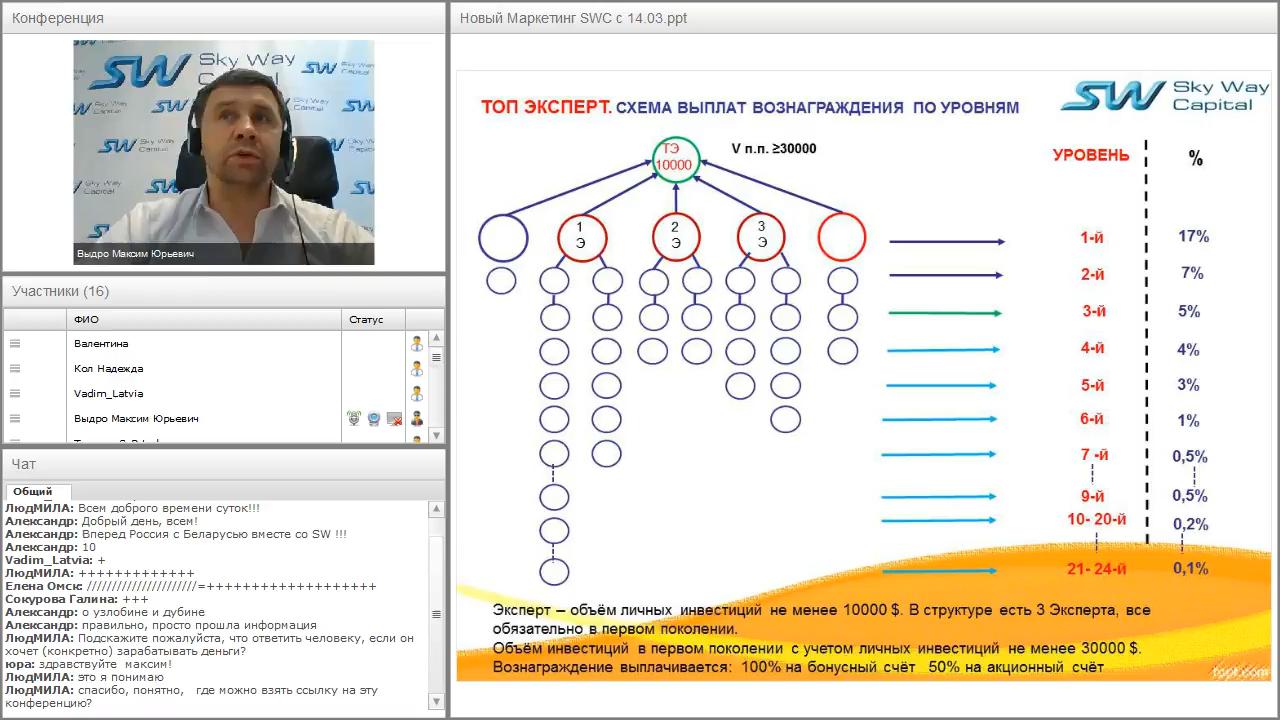 Конференция
SW Sky Way
Capital
SW
Sky Way
Capital
Выдро Максим Юрьевич
Участники (16)
ФИО
Статус
Валентина
Кол Надежда
Vadim_Latvia
Выдро Максим Юрьевич
Чат
Общий
ЛюдМИЛА: Всем доброго времени суток!!!
Александр: Добрый день, всем!
Александр: Вперед Россия с Беларусью вместе со SW !!!
Александр: 10
Vadim_Latvia: +
ЛюдМИЛА: +++++++++++++
Елена Омск: ///////////////////////=++++++++++++++++++++
Сокурова Галина: +++
Александр: о узлобине и дубине
Александр: правильно, просто прошла информация
ЛюдМИЛА: Подскажите пожалуйста, что ответить человеку, если он
хочет (конкретно) зарабатывать деньги?
юра: здравствуйте максим!
ЛюдМИЛА: это я понимаю
ЛюдМИЛА: спасибо, понятно, где можно взять ссылку на эту
конференцию?
Новый Маркетинг SWC с 14.03.ppt
SW Sky Way
Capital
ТОП ЭКСПЕРТ. СХЕМА ВЫПЛАТ ВОЗНАГРАЖДЕНИЯ ПО УРОВНЯМ
ТЭ
10000
V п.п. ≥30000
УРОВЕНЬ
%
1
Э
2
Э
3
Э
1-й 17%
2-й 7%
3-й 5%
4-й 4%
5-й 3%
6-й 1%
7 -й 0,5%
9-й 0,5%
10- 20-й 0,2%
21- 24-й 0,1%
Эксперт – объём личных инвестиций не менее 10000 $. В структуре есть 3 Эксперта, все
обязательно в первом поколении.
Объём инвестиций в первом поколении с учетом личных инвестиций не менее 30000 $.
Вознаграждение выплачивается: 100% на бонусный счёт 50% на акционный счёт